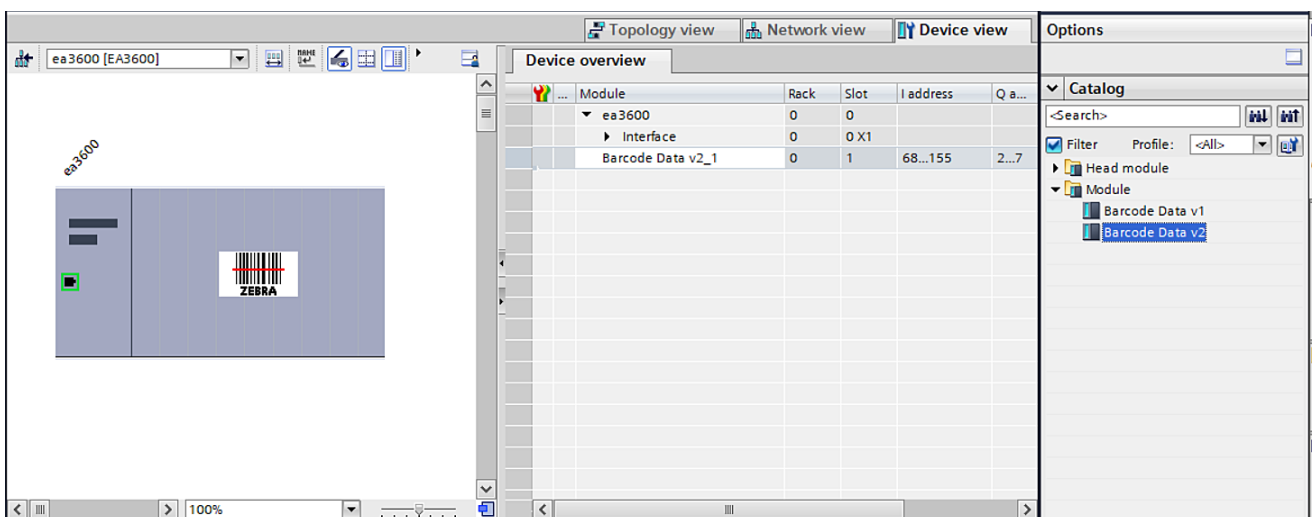 Topology view Network view Device view Options
ea3600 [EA3600] NAME Device overview
Catalog
... Module Rack Slot I address Q a...
ea3600 0 0 <Search>
Interface 0 0 X1 Filter Profile: <All>
Barcode Data v2_1 0 1 68...155 2...7
Head module
Module
Barcode Data v1
Barcode Data v2
ea3600
ZEBRA
100%